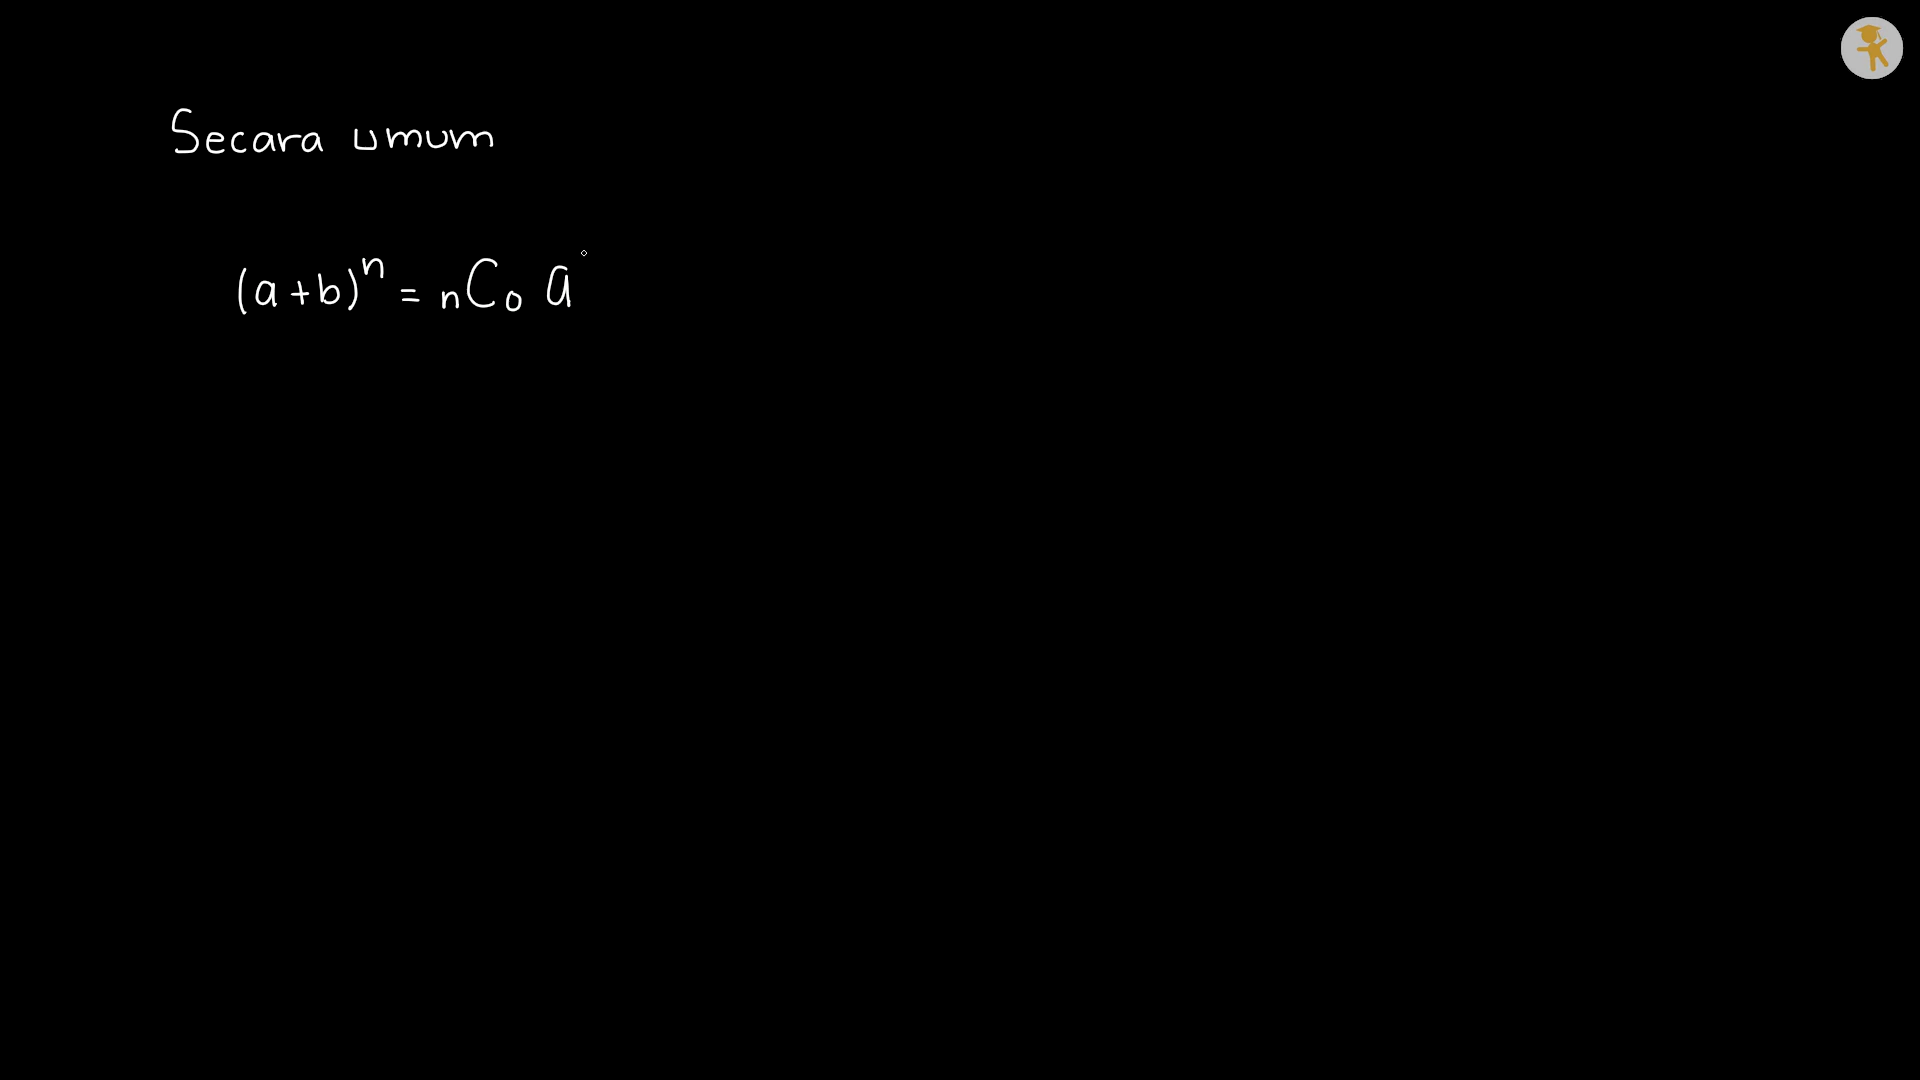 Secara umum
(a+b)ⁿ = ₙC₀ a